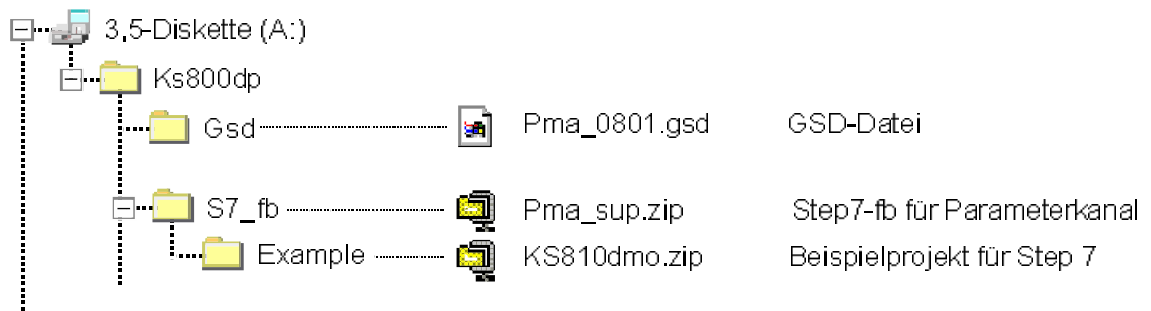 3,5-Diskette (A:)
Ks800dp
Gsd Pma_0801.gsd GSD-Datei
S7_fb Pma_sup.zip Step7-fb für Parameterkanal
Example KS810dmo.zip Beispielprojekt für Step 7